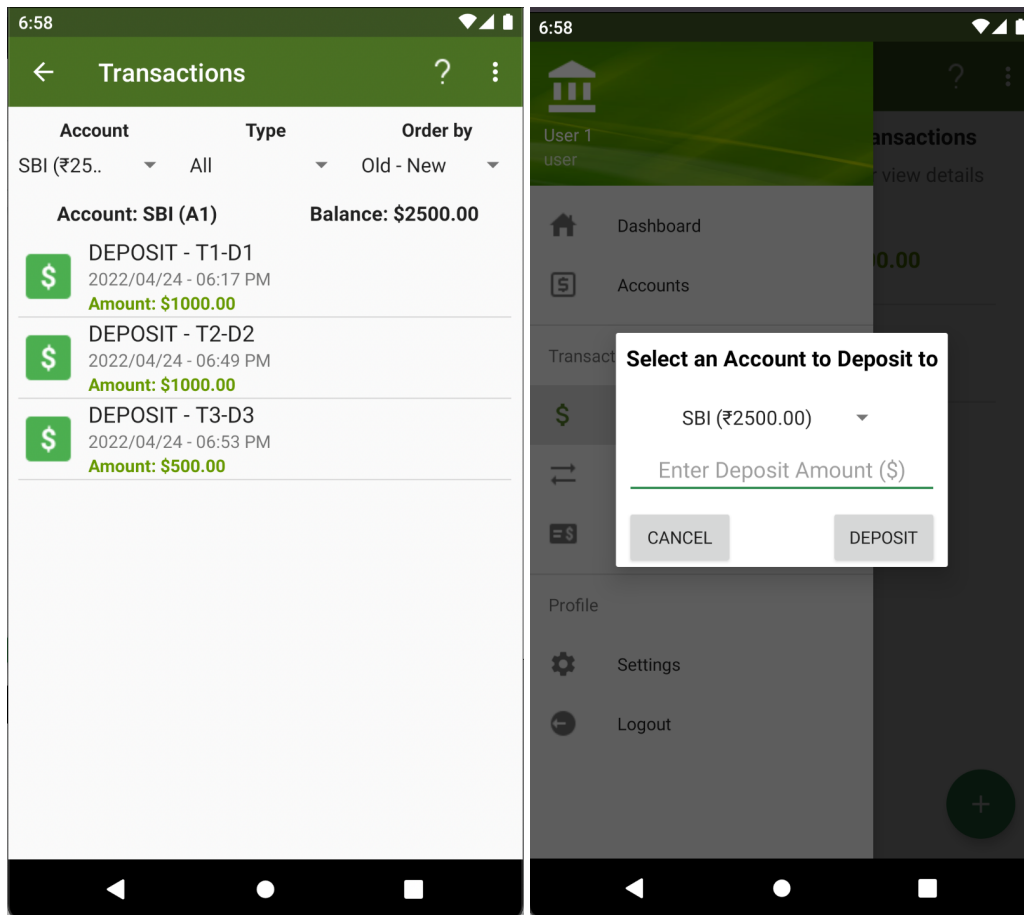 6:58
Transactions
?
Account Type Order by
SBI (₹25.. All Old - New
Account: SBI (A1) Balance: $2500.00
$ DEPOSIT - T1-D1
2022/04/24 - 06:17 PM
Amount: $1000.00
$ DEPOSIT - T2-D2
2022/04/24 - 06:49 PM
Amount: $1000.00
$ DEPOSIT - T3-D3
2022/04/24 - 06:53 PM
Amount: $500.00
6:58
?
User 1
user
ansactions
view details
Dashboard
0.00
Accounts
Transact
Select an Account to Deposit to
SBI (₹2500.00)
Enter Deposit Amount ($)
CANCEL DEPOSIT
Profile
Settings
Logout